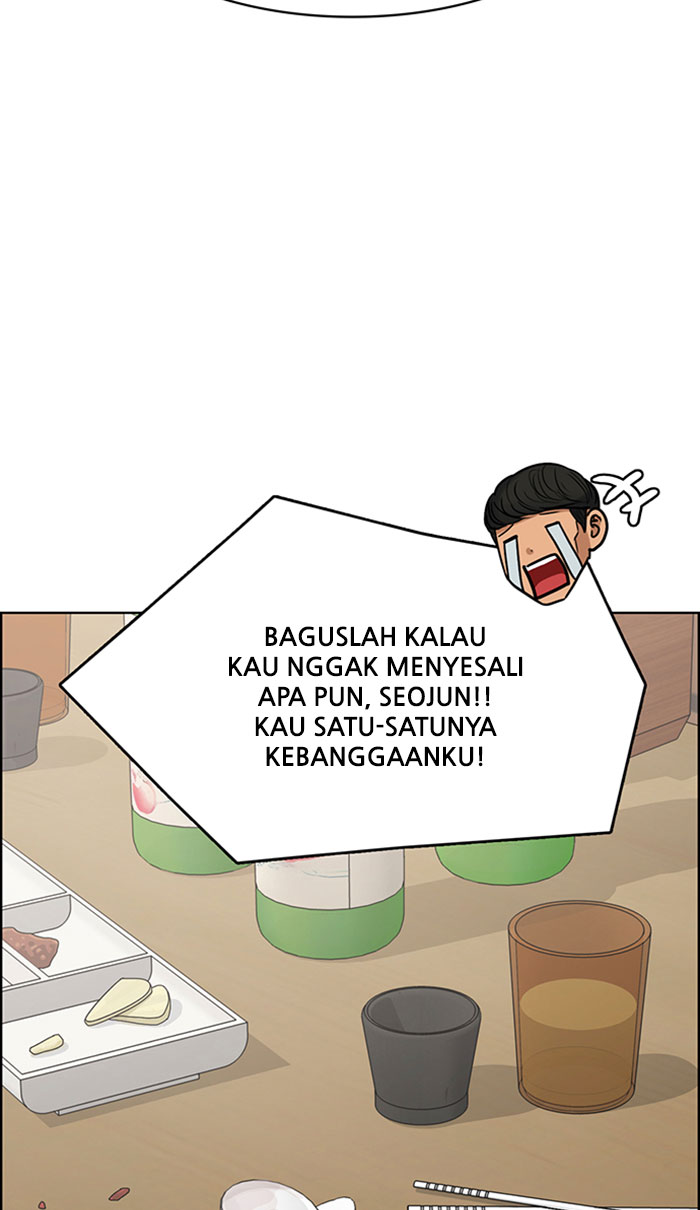 BAGUSLAH KALAU
KAU NGGAK MENYESALI
APA PUN, SEOJUN!!
KAU SATU-SATUNYA
KEBANGGAANKU!